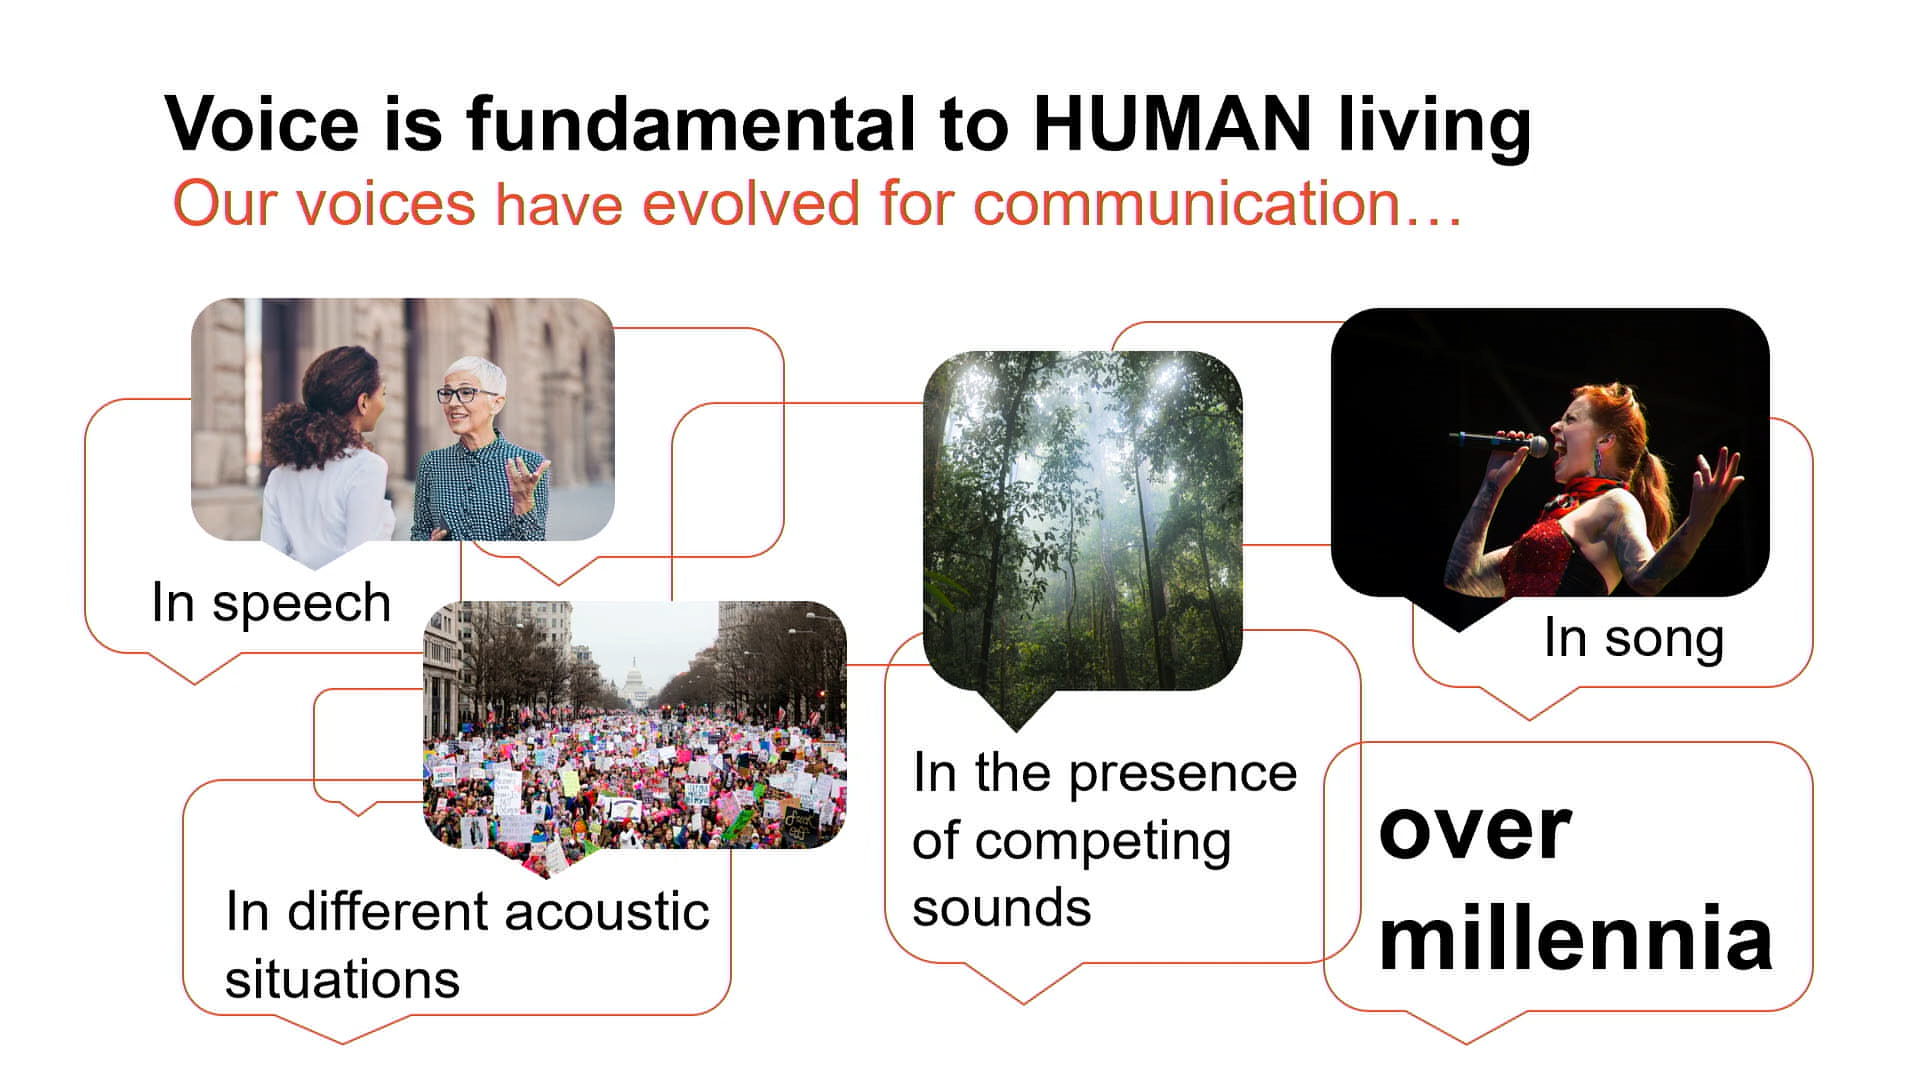 Voice is fundamental to HUMAN living
Our voices have evolved for communication…
In speech
In different acoustic
situations
In the presence
of competing
sounds
In song
over
millennia